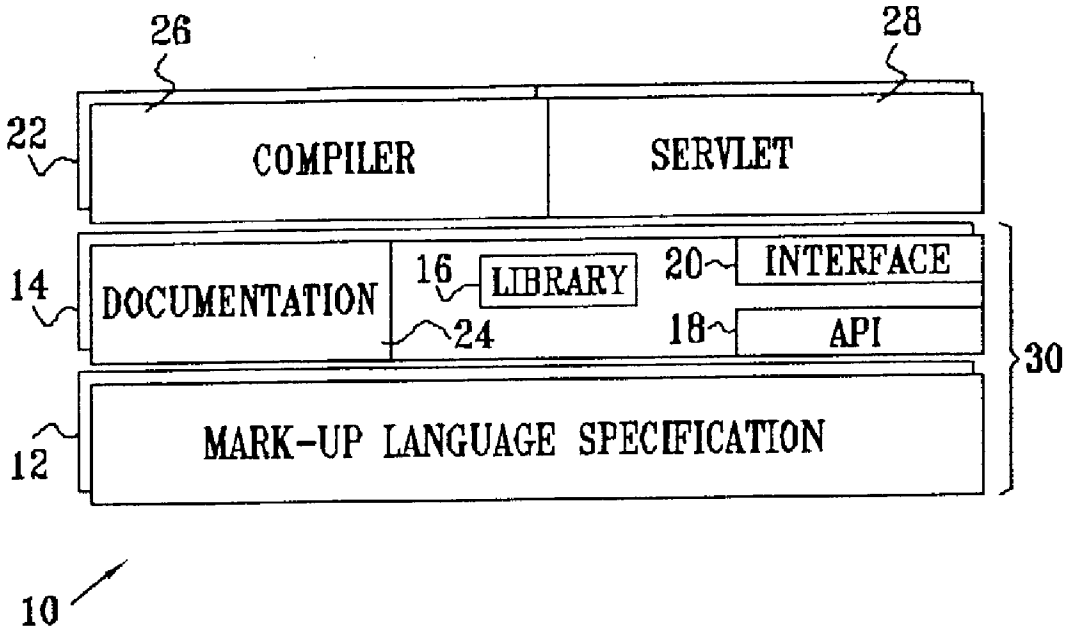 26
28
22
COMPILER
SERVLET
14
DOCUMENTATION
24
16
LIBRARY
20
INTERFACE
18
API
30
12
MARK-UP LANGUAGE SPECIFICATION
10